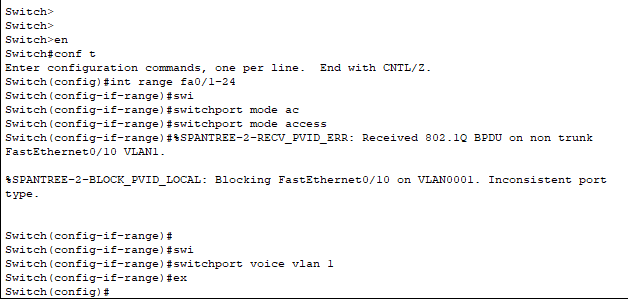 Switch>
Switch>
Switch>en
Switch#conf t
Enter configuration commands, one per line.  End with CNTL/Z.
Switch(config)#int range fa0/1-24
Switch(config-if-range)#swi
Switch(config-if-range)#switchport mode ac
Switch(config-if-range)#switchport mode access
Switch(config-if-range)#%SPANTREE-2-RECV_PVID_ERR: Received 802.1Q BPDU on non trunk
FastEthernet0/10 VLAN1.
%SPANTREE-2-BLOCK_PVID_LOCAL: Blocking FastEthernet0/10 on VLAN0001. Inconsistent port
type.
Switch(config-if-range)#
Switch(config-if-range)#swi
Switch(config-if-range)#switchport voice vlan 1
Switch(config-if-range)#ex
Switch(config)#